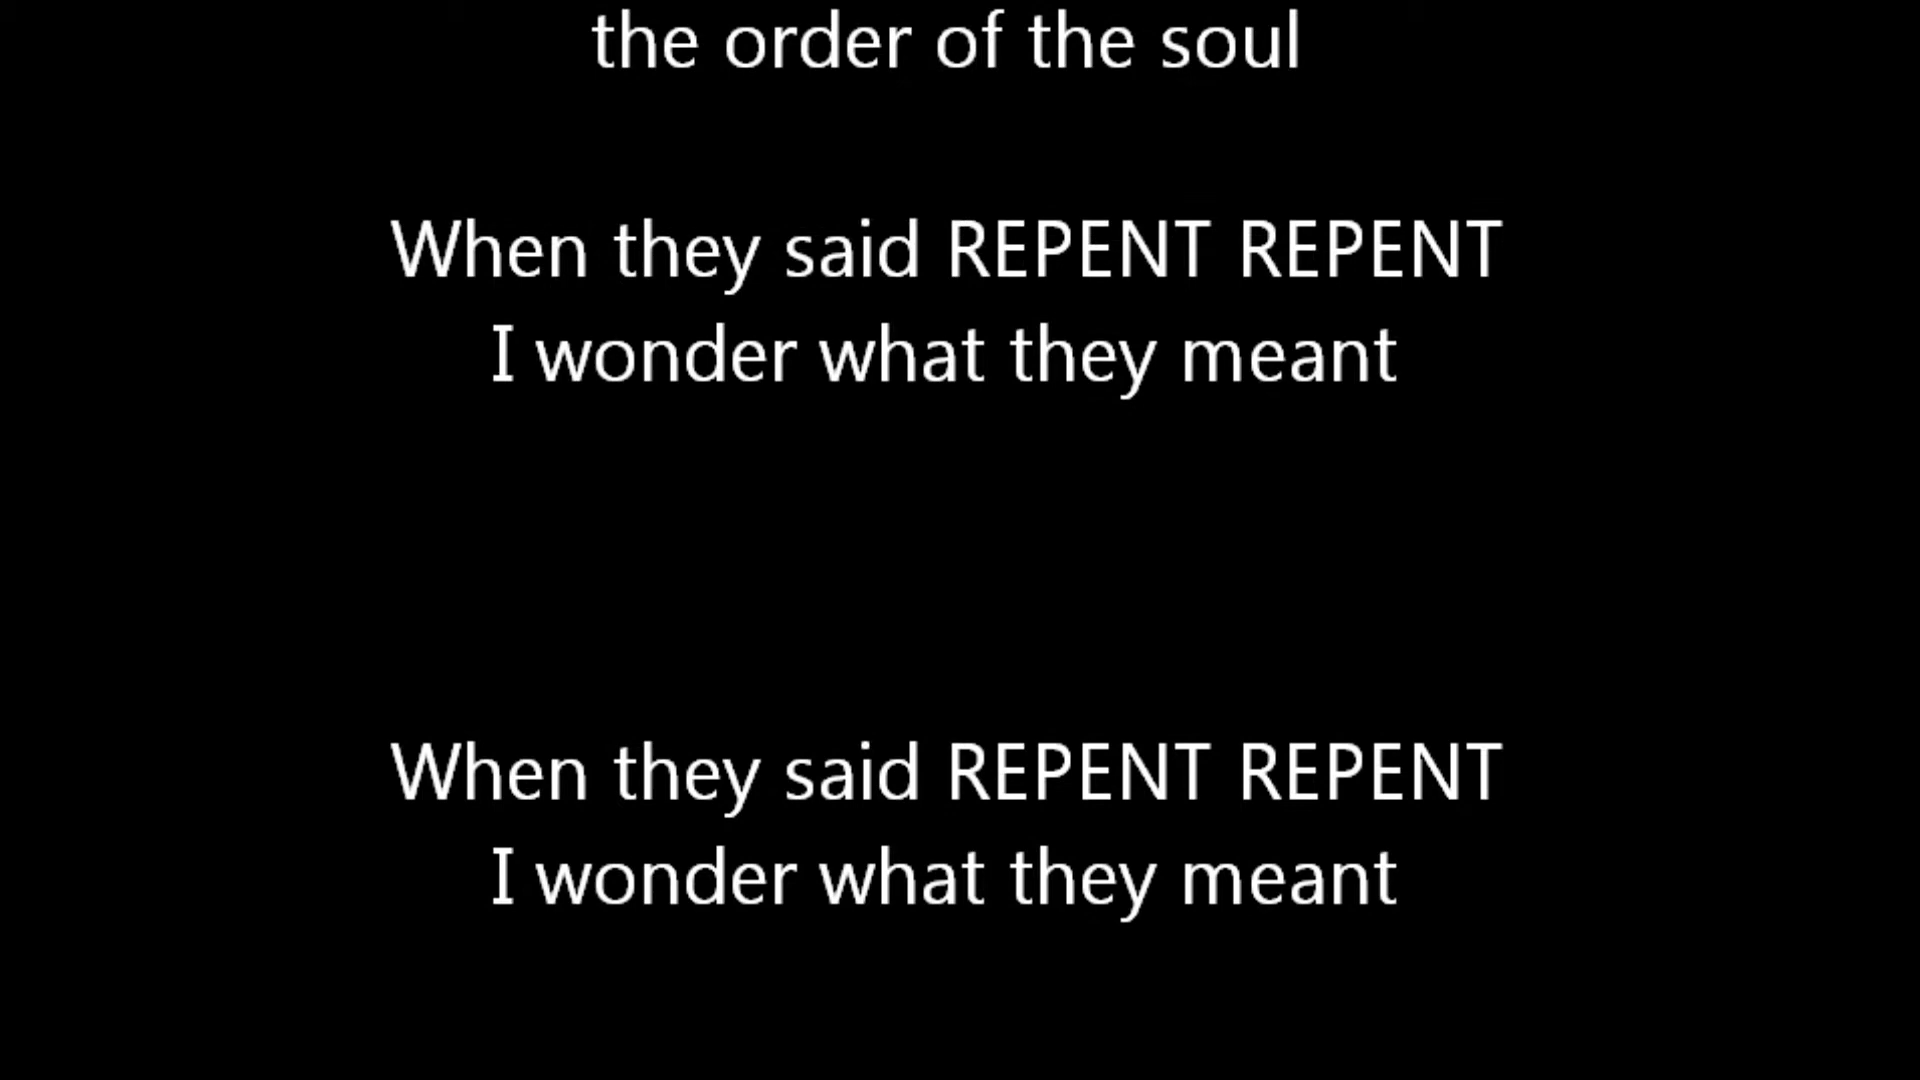 the order of the soul
When they said REPENT REPENT
I wonder what they meant
When they said REPENT REPENT
I wonder what they meant